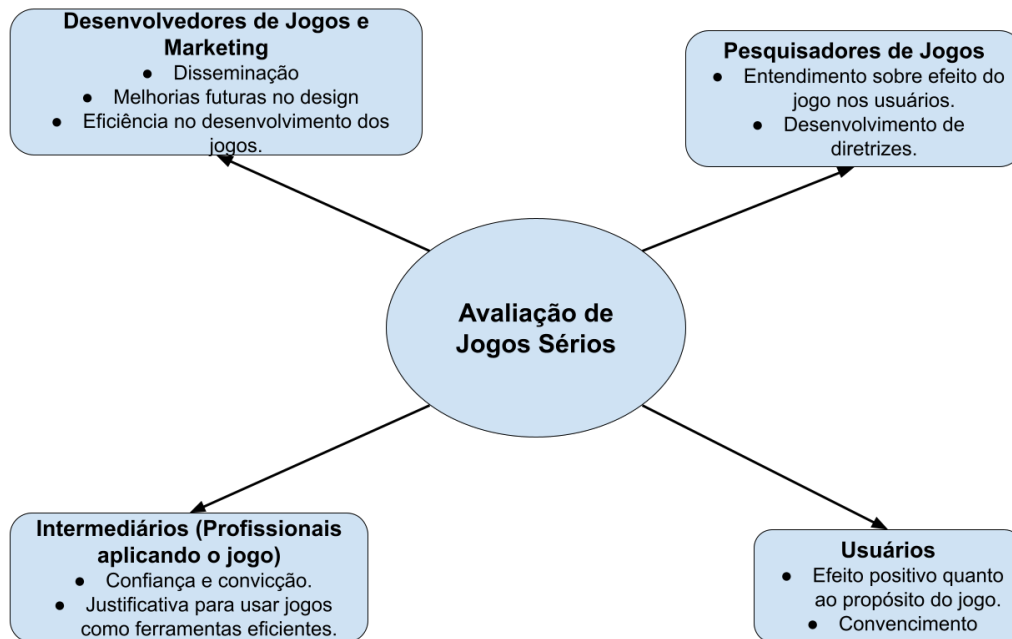 Desenvolvedores de Jogos e
Marketing
● Disseminação
● Melhorias futuras no design
● Eficiência no desenvolvimento dos
jogos.
Pesquisadores de Jogos
● Entendimento sobre efeito do
jogo nos usuários.
● Desenvolvimento de
diretrizes.
Avaliação de
Jogos Sérios
Intermediários (Profissionais
aplicando o jogo)
● Confiança e convicção.
● Justificativa para usar jogos
como ferramentas eficientes.
Usuários
● Efeito positivo quanto
ao propósito do jogo.
● Convencimento